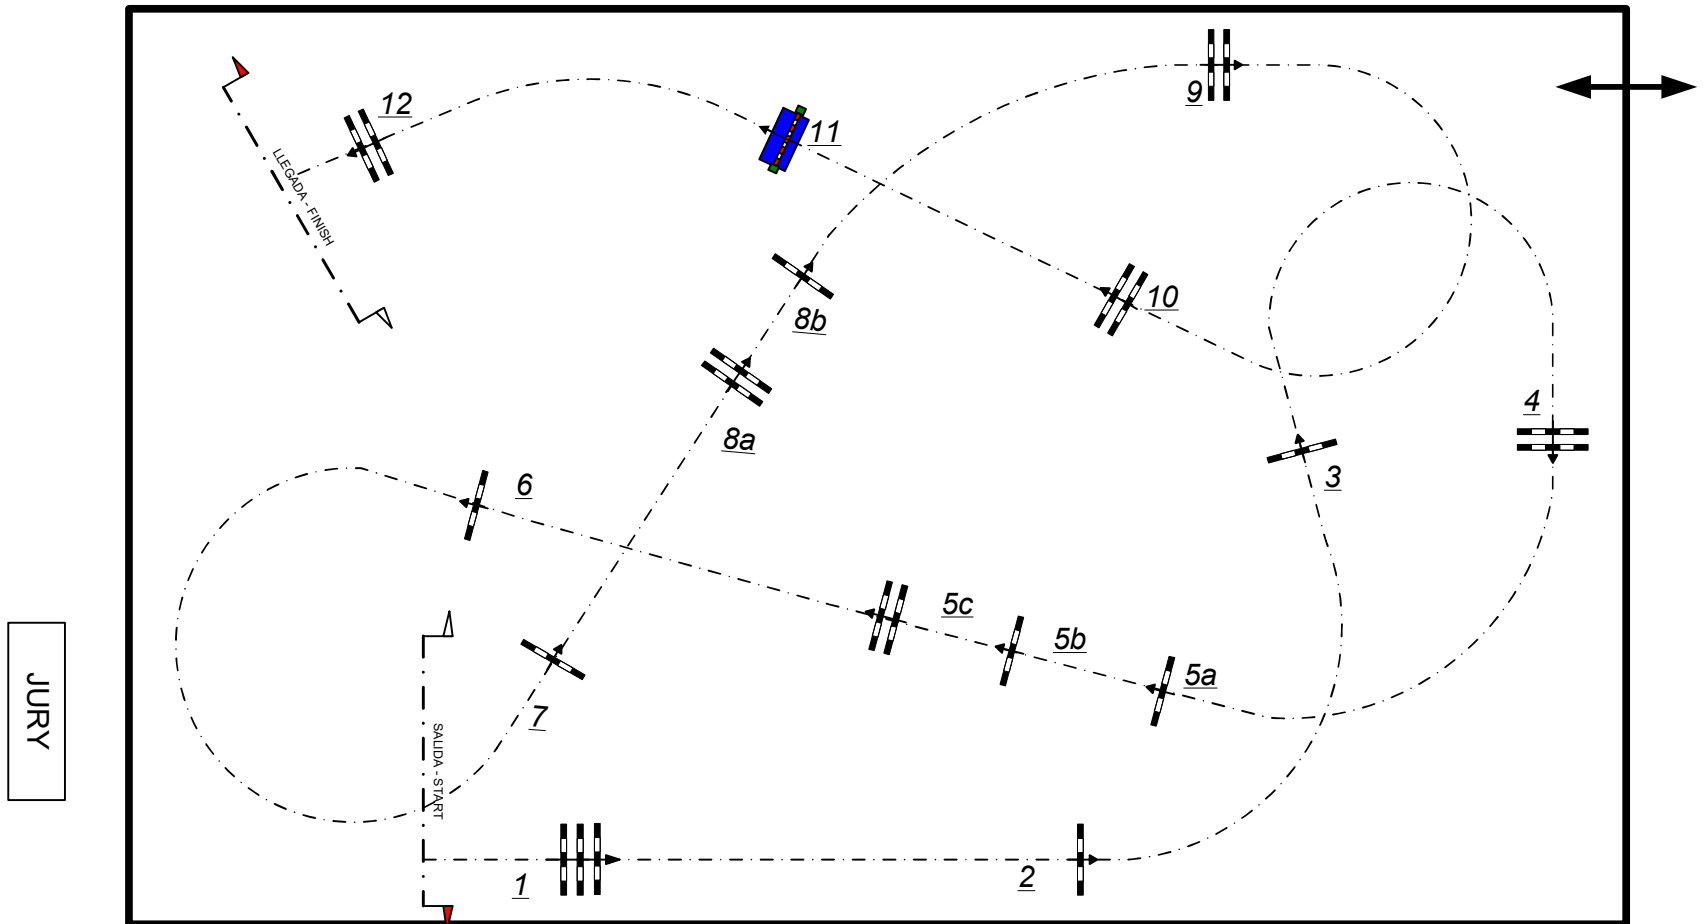 9
12
11
10
8b
4
8a
3
6
5c
5b
5a
7
1
2
LLEGADA - FINISH
SALIDA - START
JURY